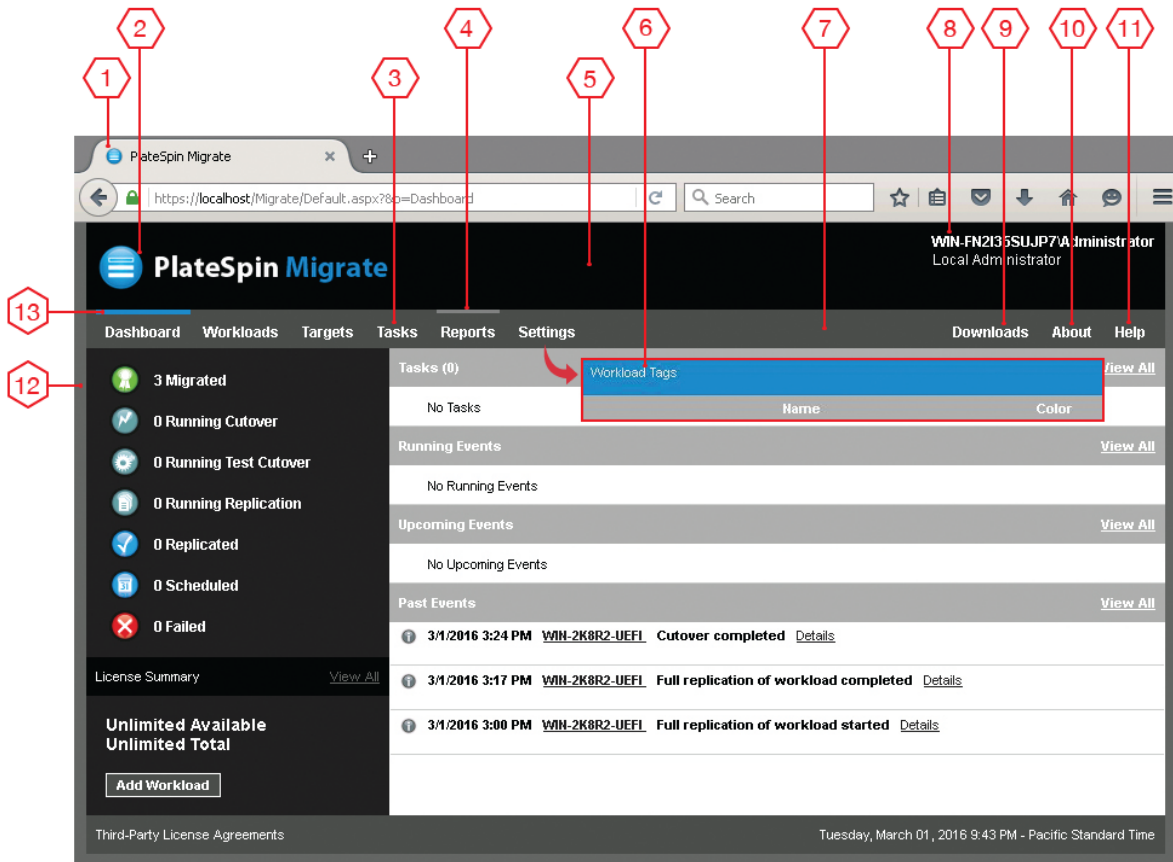 2 4 6 7 8 9 10 11
1 3 5
PlateSpin Migrate
https://localhost/Migrate/Default.aspx?&p=Dashboard Search
WIN-FN2I35SUJP7\Administrator
Local Administrator
PlateSpin Migrate
13
Dashboard Workloads Targets Tasks Reports Settings Downloads About Help
12
3 Migrated
0 Running Cutover
0 Running Test Cutover
0 Running Replication
0 Replicated
0 Scheduled
0 Failed
License Summary View All
Unlimited Available
Unlimited Total
Add Workload
Tasks (0) View All
No Tasks
Workload Tags
Name Color
Running Events View All
No Running Events
Upcoming Events View All
No Upcoming Events
Past Events View All
3/1/2016 3:24 PM WIN-2K8R2-UEFI Cutover completed Details
3/1/2016 3:17 PM WIN-2K8R2-UEFI Full replication of workload completed Details
3/1/2016 3:00 PM WIN-2K8R2-UEFI Full replication of workload started Details
Third-Party License Agreements Tuesday, March 01, 2016 9:43 PM - Pacific Standard Time